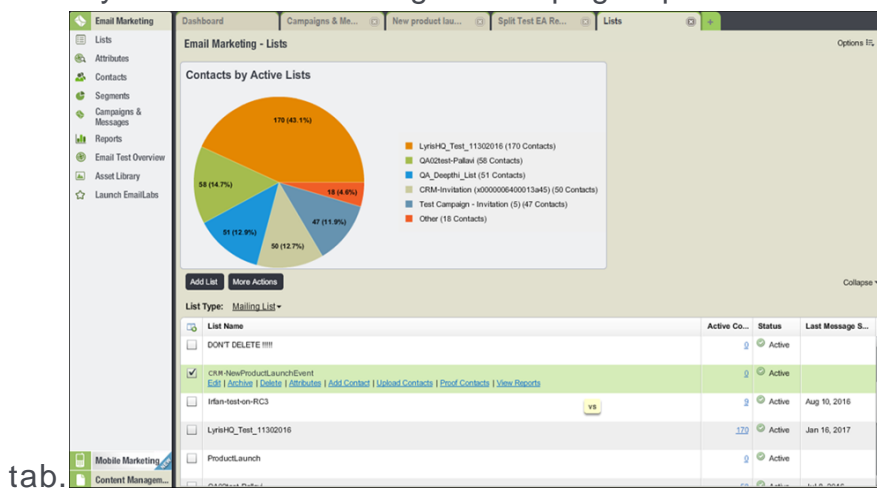 Email Marketing
Dashboard
Campaigns & Me...
New product lau...
Split Test EA Re...
Lists
Lists
Attributes
Contacts
Segments
Campaigns &
Messages
Reports
Email Test Overview
Asset Library
Launch EmailLabs
Email Marketing - Lists
Options
Contacts by Active Lists
170 (43.1%)
58 (14.7%)
51 (12.9%)
50 (12.7%)
47 (11.9%)
18 (4.6%)
LyrisHQ_Test_11302016 (170 Contacts)
QA02test-Pallavi (58 Contacts)
QA_Deepthi_List (51 Contacts)
CRM-Invitation (x0000006400013a45) (50 Contacts)
Test Campaign - Invitation (5) (47 Contacts)
Other (18 Contacts)
Add List
More Actions
Collapse
List Type: Mailing List
List Name
Active Co...
Status
Last Message S...
DON'T DELETE !!!!!
0
Active
CRM-NewProductLaunchEvent
0
Active
Edit | Archive | Delete | Attributes | Add Contact | Upload Contacts | Proof Contacts | View Reports
Irfan-test-on-RC3
vs
9
Active
Aug 10, 2016
LyrisHQ_Test_11302016
170
Active
Jan 16, 2017
ProductLaunch
0
Active
Mobile Marketing
Content Managem...
tab.